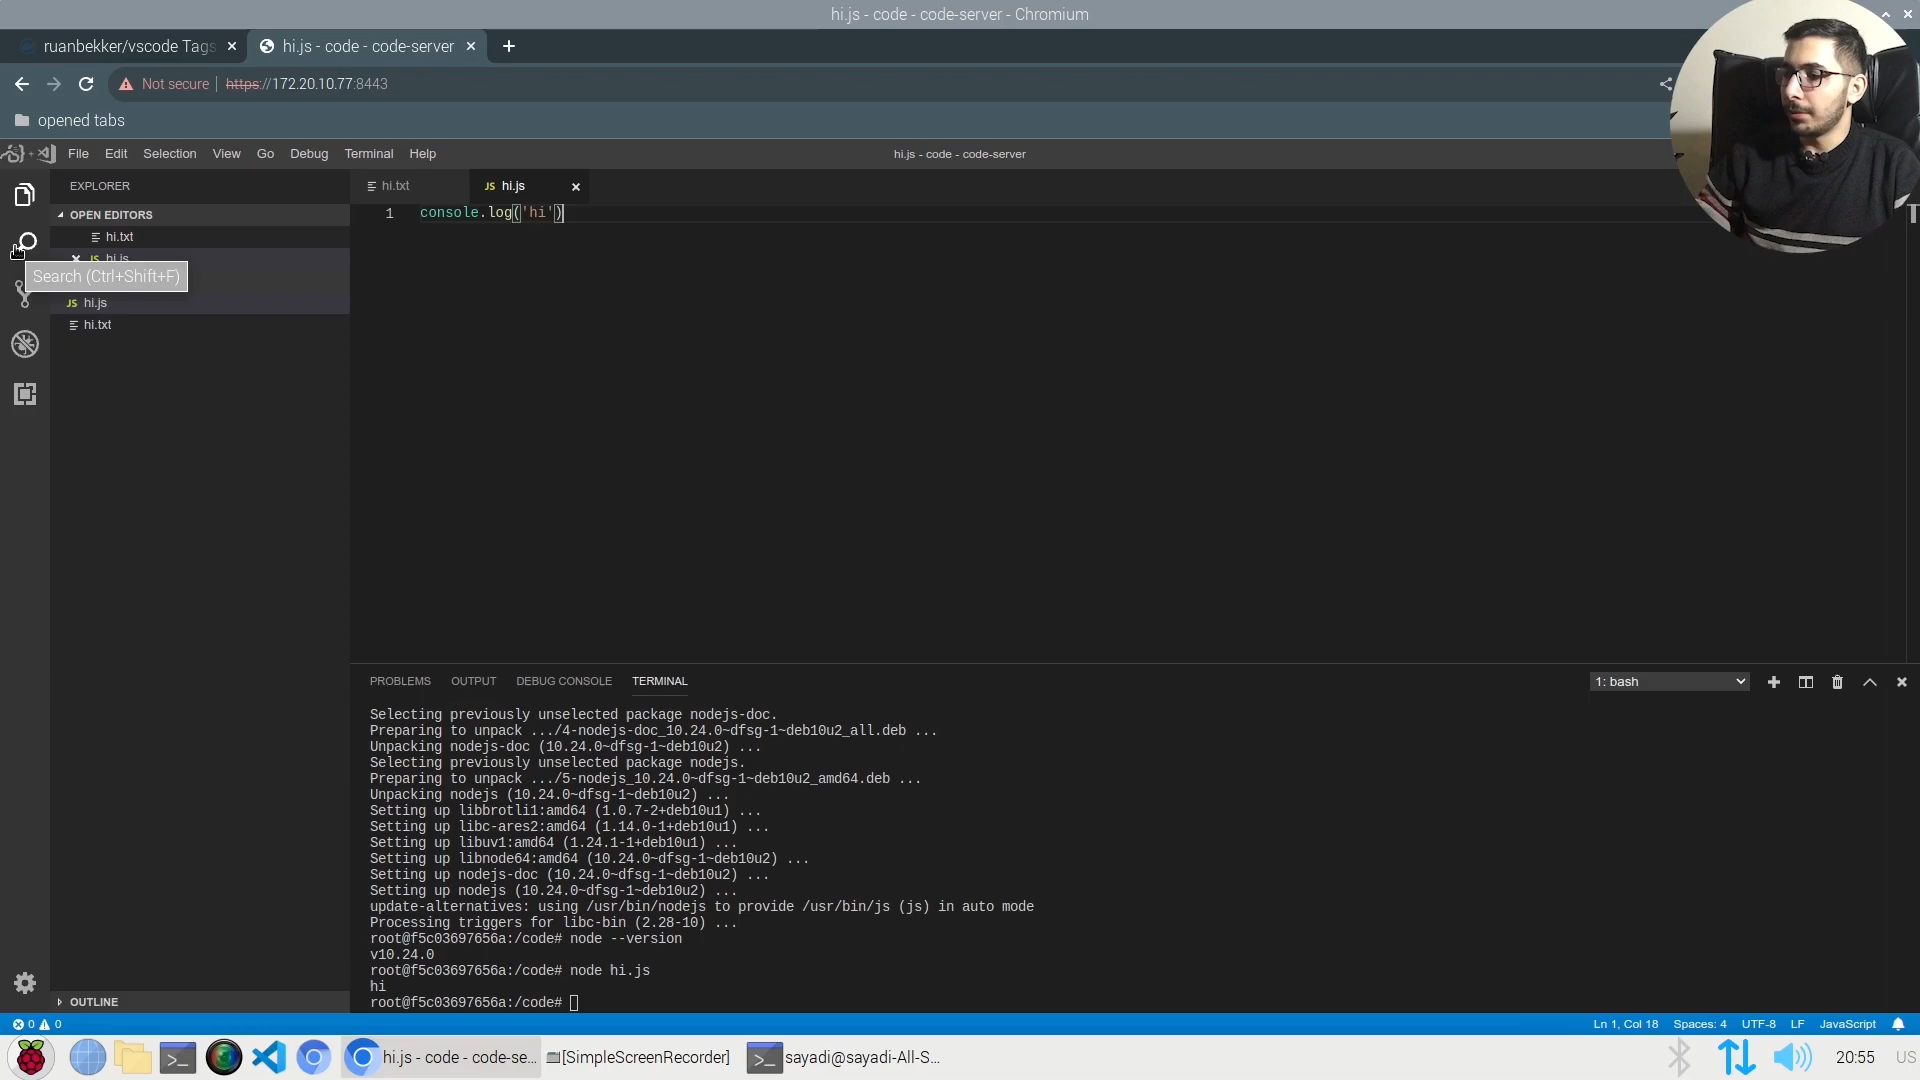 hi.js - code - code-server - Chromium
ruanbekker/vscode Tags
hi.js - code - code-server
Not secure
https://172.20.10.77:8443
opened tabs
File Edit Selection View Go Debug Terminal Help
hi.js - code - code-server
EXPLORER
OPEN EDITORS
hi.txt
JS hi.js
Search (Ctrl+Shift+F)
JS hi.js
hi.txt
OUTLINE
hi.txt
JS hi.js
1 console.log('hi')
PROBLEMS OUTPUT DEBUG CONSOLE TERMINAL
1: bash
Selecting previously unselected package nodejs-doc.
Preparing to unpack .../4-nodejs-doc_10.24.0~dfsg-1~deb10u2_all.deb ...
Unpacking nodejs-doc (10.24.0~dfsg-1~deb10u2) ...
Selecting previously unselected package nodejs.
Preparing to unpack .../5-nodejs_10.24.0~dfsg-1~deb10u2_amd64.deb ...
Unpacking nodejs (10.24.0~dfsg-1~deb10u2) ...
Setting up libbrotli1:amd64 (1.0.7-2+deb10u1) ...
Setting up libc-ares2:amd64 (1.14.0-1+deb10u1) ...
Setting up libuv1:amd64 (1.24.1-1+deb10u1) ...
Setting up libnode64:amd64 (10.24.0~dfsg-1~deb10u2) ...
Setting up nodejs-doc (10.24.0~dfsg-1~deb10u2) ...
Setting up nodejs (10.24.0~dfsg-1~deb10u2) ...
update-alternatives: using /usr/bin/nodejs to provide /usr/bin/js (js) in auto mode
Processing triggers for libc-bin (2.28-10) ...
root@f5c03697656a:/code# node --version
v10.24.0
root@f5c03697656a:/code# node hi.js
hi
root@f5c03697656a:/code#
0 0
Ln 1, Col 18 Spaces: 4 UTF-8 LF JavaScript
hi.js - code - code-se...
[SimpleScreenRecorder]
sayadi@sayadi-All-S...
20:55
US